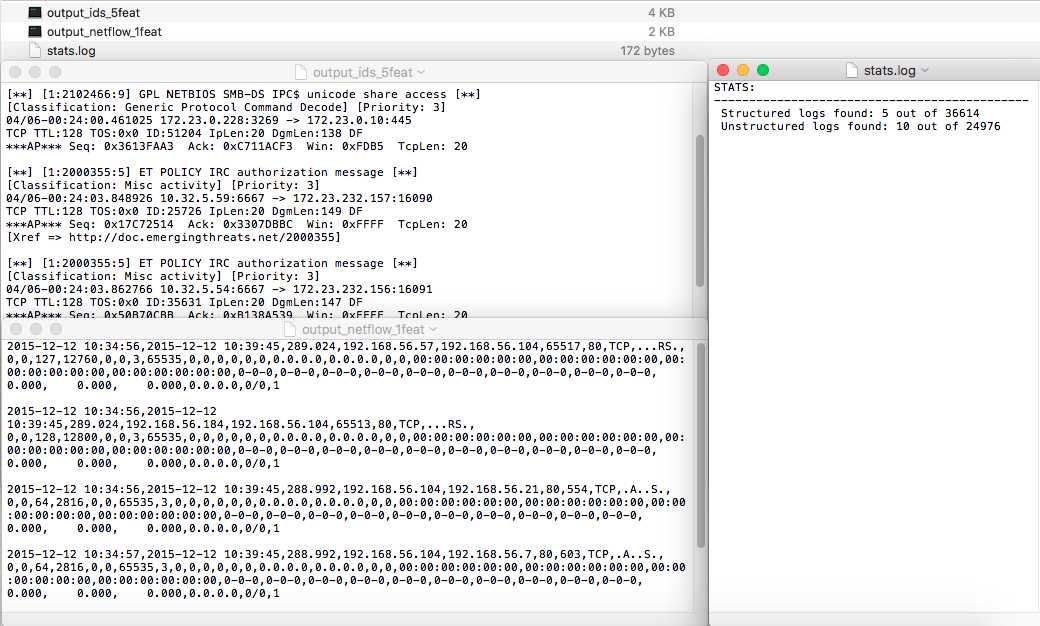 output_ids_5feat 4 KB
output_netflow_1feat 2 KB
stats.log 172 bytes
output_ids_5feat
[**] [1:2102466:9] GPL NETBIOS SMB-DS IPC$ unicode share access [**]
[Classification: Generic Protocol Command Decode] [Priority: 3]
04/06-00:24:00.461025 172.23.0.228:3269 -> 172.23.0.10:445
TCP TTL:128 TOS:0x0 ID:51204 IpLen:20 DgmLen:138 DF
***AP*** Seq: 0x3613FAA3  Ack: 0xC711ACF3  Win: 0xFDB5  TcpLen: 20
[**] [1:2000355:5] ET POLICY IRC authorization message [**]
[Classification: Misc activity] [Priority: 3]
04/06-00:24:03.848926 10.32.5.59:6667 -> 172.23.232.157:16090
TCP TTL:128 TOS:0x0 ID:25726 IpLen:20 DgmLen:149 DF
***AP*** Seq: 0x17C72514  Ack: 0x3307DBBC  Win: 0xFFFF  TcpLen: 20
[Xref => http://doc.emergingthreats.net/2000355]
[**] [1:2000355:5] ET POLICY IRC authorization message [**]
[Classification: Misc activity] [Priority: 3]
04/06-00:24:03.862766 10.32.5.54:6667 -> 172.23.232.156:16091
TCP TTL:128 TOS:0x0 ID:35631 IpLen:20 DgmLen:147 DF
***AP*** Seq: 0x50B70CBB  Ack: 0xB138A539  Win: 0xFFFF  TcpLen: 20
output_netflow_1feat
2015-12-12 10:34:56,2015-12-12 10:39:45,289.024,192.168.56.57,192.168.56.104,65517,80,TCP,...RS.,
0,0,127,12760,0,0,3,65535,0,0,0,0,0,0,0,0.0.0.0,0.0.0.0,0,0,00:00:00:00:00:00,00:00:00:00:00:00,00:
00:00:00:00:00,00:00:00:00:00:00,0-0-0,0-0-0,0-0-0,0-0-0,0-0-0,0-0-0,0-0-0,0-0-0,0-0-0,0-0-0,
0.000,    0.000,    0.000,0.0.0.0,0/0,1
2015-12-12 10:34:56,2015-12-12
10:39:45,289.024,192.168.56.184,192.168.56.104,65513,80,TCP,...RS.,
0,0,128,12800,0,0,3,65535,0,0,0,0,0,0,0,0.0.0.0,0.0.0.0,0,0,00:00:00:00:00:00,00:00:00:00:00:00,00:
00:00:00:00:00,00:00:00:00:00:00,0-0-0,0-0-0,0-0-0,0-0-0,0-0-0,0-0-0,0-0-0,0-0-0,0-0-0,0-0-0,
0.000,    0.000,    0.000,0.0.0.0,0/0,1
2015-12-12 10:34:56,2015-12-12 10:39:45,288.992,192.168.56.104,192.168.56.21,80,554,TCP,.A..S.,
0,0,64,2816,0,0,65535,3,0,0,0,0,0,0,0,0.0.0.0,0.0.0.0,0,0,00:00:00:00:00:00,00:00:00:00:00:00,00:00
:00:00:00:00,00:00:00:00:00:00,0-0-0,0-0-0,0-0-0,0-0-0,0-0-0,0-0-0,0-0-0,0-0-0,0-0-0,0-0-0,
0.000,    0.000,    0.000,0.0.0.0,0/0,1
2015-12-12 10:34:57,2015-12-12 10:39:45,288.992,192.168.56.104,192.168.56.7,80,603,TCP,.A..S.,
0,0,64,2816,0,0,65535,3,0,0,0,0,0,0,0,0.0.0.0,0.0.0.0,0,0,00:00:00:00:00:00,00:00:00:00:00:00,00:00
:00:00:00:00,00:00:00:00:00:00,0-0-0,0-0-0,0-0-0,0-0-0,0-0-0,0-0-0,0-0-0,0-0-0,0-0-0,0-0-0,
0.000,    0.000,    0.000,0.0.0.0,0/0,1
stats.log
STATS:
---------------------------------------------
Structured logs found: 5 out of 36614
Unstructured logs found: 10 out of 24976